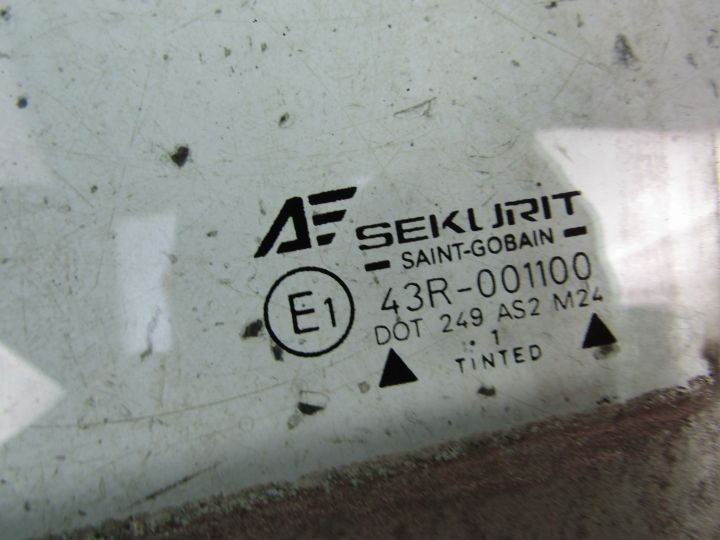 AF SEKURIT
SAINT-GOBAIN
E1 43R-001100
DOT 249 AS2 M24
. 1
TINTED